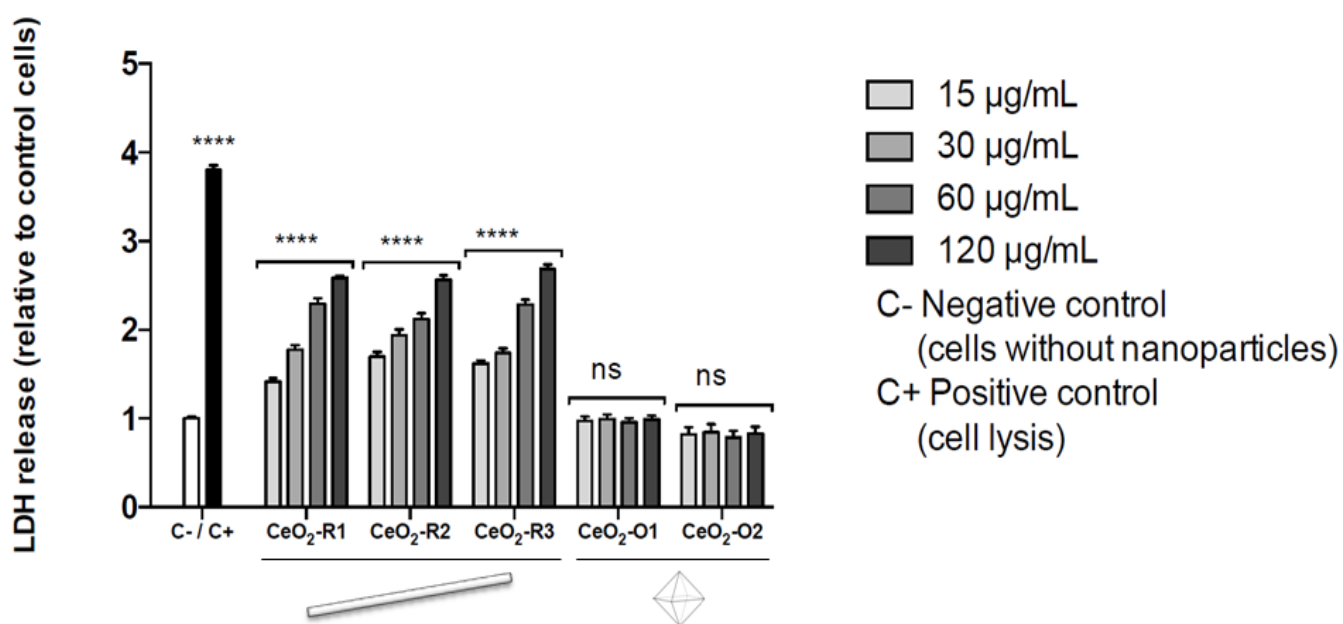 LDH release (relative to control cells)
5
4
3
2
1
0
****
****
****
****
ns
ns
C- / C+
CeO₂-R1
CeO₂-R2
CeO₂-R3
CeO₂-O1
CeO₂-O2
15 µg/mL
30 µg/mL
60 µg/mL
120 µg/mL
C- Negative control
(cells without nanoparticles)
C+ Positive control
(cell lysis)